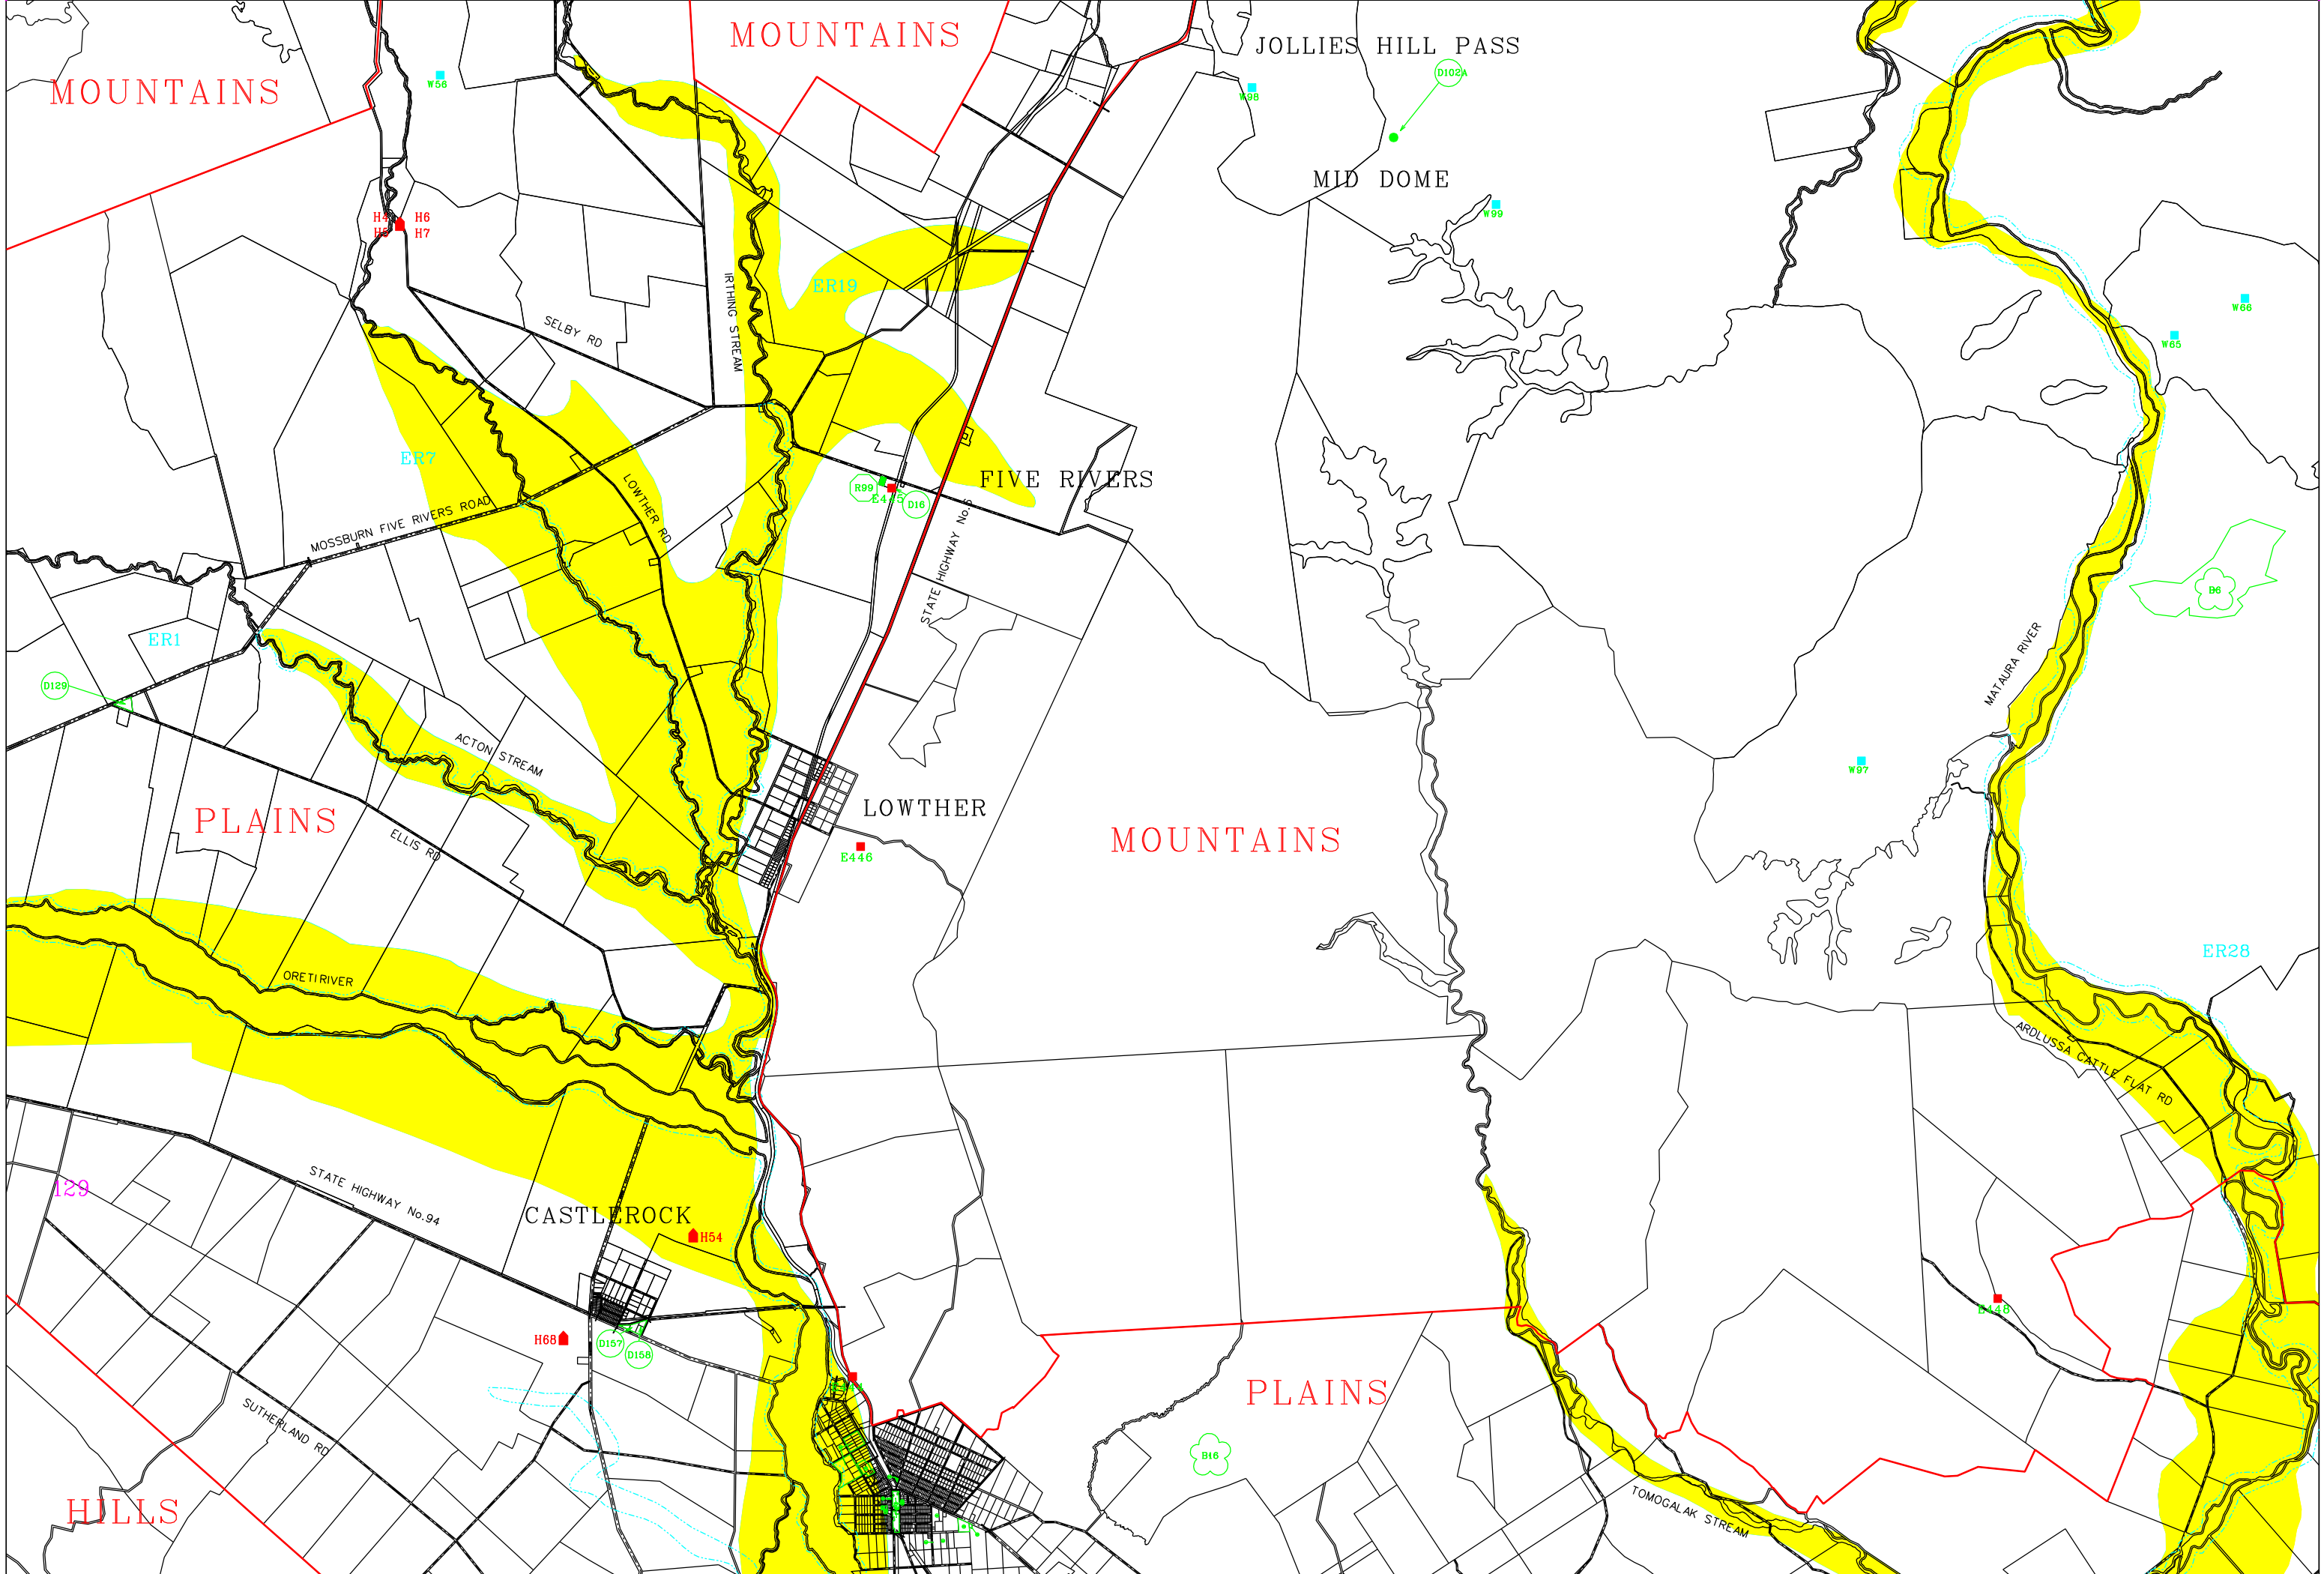 MOUNTAINS
JOLLIES HILL PASS
D102A
W56
MOUNTAINS
W98
MID DOME
W99
H4 H6
H5 H7
IRTHING STREAM
ER19
W66
SELBY RD
W65
ER7
FIVE RIVERS
R99
E445
D16
LOWTHER RD
MOSSBURN FIVE RIVERS ROAD
STATE HIGHWAY No.6
B6
ER1
D129
MATAURA RIVER
ACTON STREAM
W97
LOWTHER
PLAINS
MOUNTAINS
ELLIS RD
E446
ER28
ORETI RIVER
ARDLUSSA CATTLE FLAT RD
129
STATE HIGHWAY No.94
CASTLEROCK
H54
E448
H68
D157
D158
PLAINS
SUTHERLAND RD
B16
HILLS
TOMOGALAK STREAM